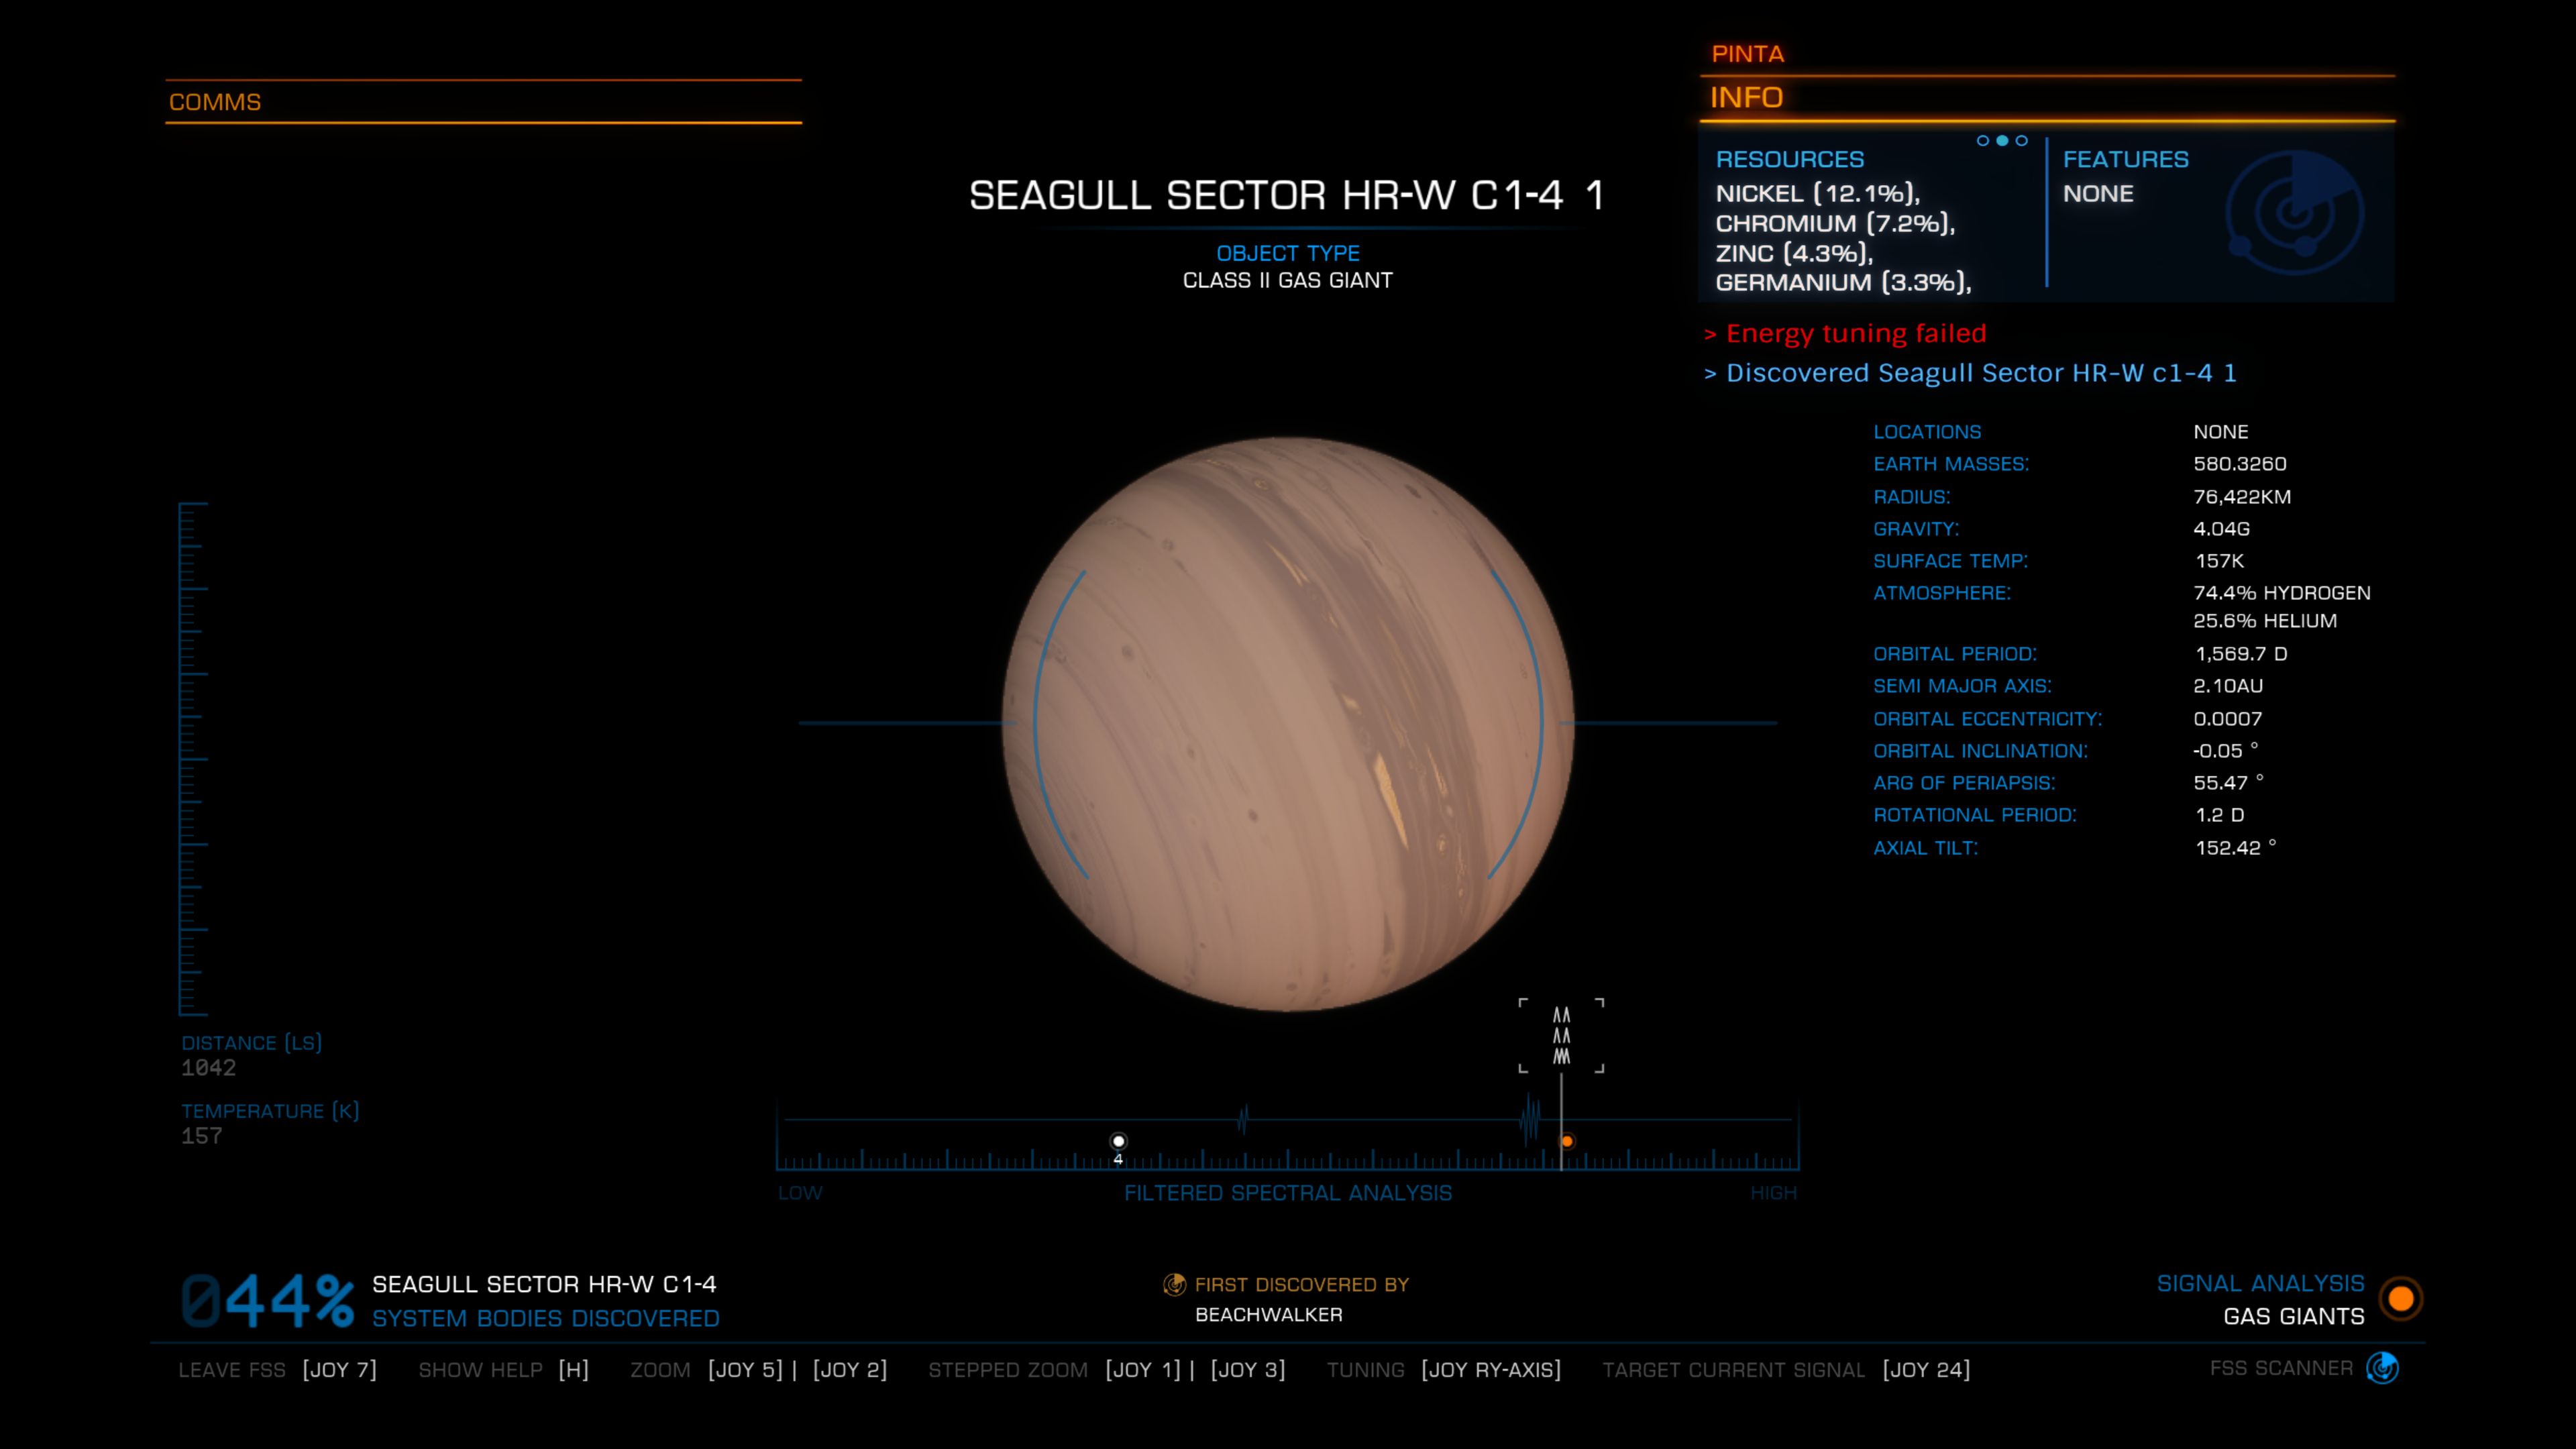 PINTA
COMMS
INFO
RESOURCES
NICKEL (12.1%),
CHROMIUM (7.2%),
ZINC (4.3%),
GERMANIUM (3.3%),
FEATURES
NONE
SEAGULL SECTOR HR-W C1-4 1
OBJECT TYPE
CLASS II GAS GIANT
> Energy tuning failed
> Discovered Seagull Sector HR-W c1-4 1
LOCATIONS NONE
EARTH MASSES: 580.3260
RADIUS: 76,422KM
GRAVITY: 4.04G
SURFACE TEMP: 157K
ATMOSPHERE: 74.4% HYDROGEN
25.6% HELIUM
ORBITAL PERIOD: 1,569.7 D
SEMI MAJOR AXIS: 2.10AU
ORBITAL ECCENTRICITY: 0.0007
ORBITAL INCLINATION: -0.05 °
ARG OF PERIAPSIS: 55.47 °
ROTATIONAL PERIOD: 1.2 D
AXIAL TILT: 152.42 °
DISTANCE (LS)
1042
TEMPERATURE (K)
157
4
LOW FILTERED SPECTRAL ANALYSIS HIGH
044% SEAGULL SECTOR HR-W C1-4
SYSTEM BODIES DISCOVERED
FIRST DISCOVERED BY
BEACHWALKER
SIGNAL ANALYSIS
GAS GIANTS
LEAVE FSS [JOY 7] SHOW HELP [H] ZOOM [JOY 5] | [JOY 2] STEPPED ZOOM [JOY 1] | [JOY 3] TUNING [JOY RY-AXIS] TARGET CURRENT SIGNAL [JOY 24] FSS SCANNER